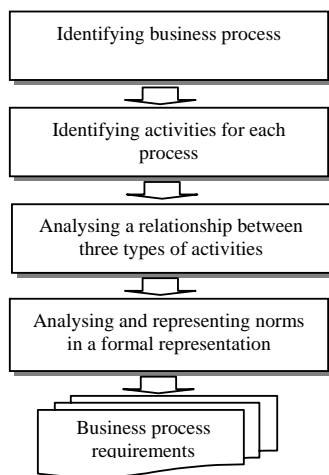 Identifying business process
Identifying activities for each
process
Analysing a relationship between
three types of activities
Analysing and representing norms
in a formal representation
Business process
requirements